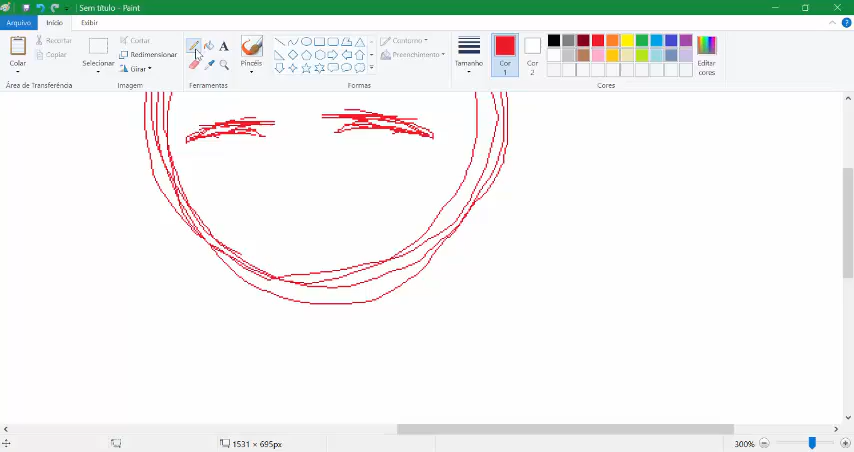 Sem título - Paint
Arquivo Início Exibir
Colar
Recortar
Copiar
Área de Transferência
Selecionar
Cortar
Redimensionar
Girar
Imagem
A
Ferramentas
Pincéis
Contorno
Preenchimento
Formas
Tamanho
Cor
1
Cor
2
Editar
cores
Cores
1531 × 695px
300%